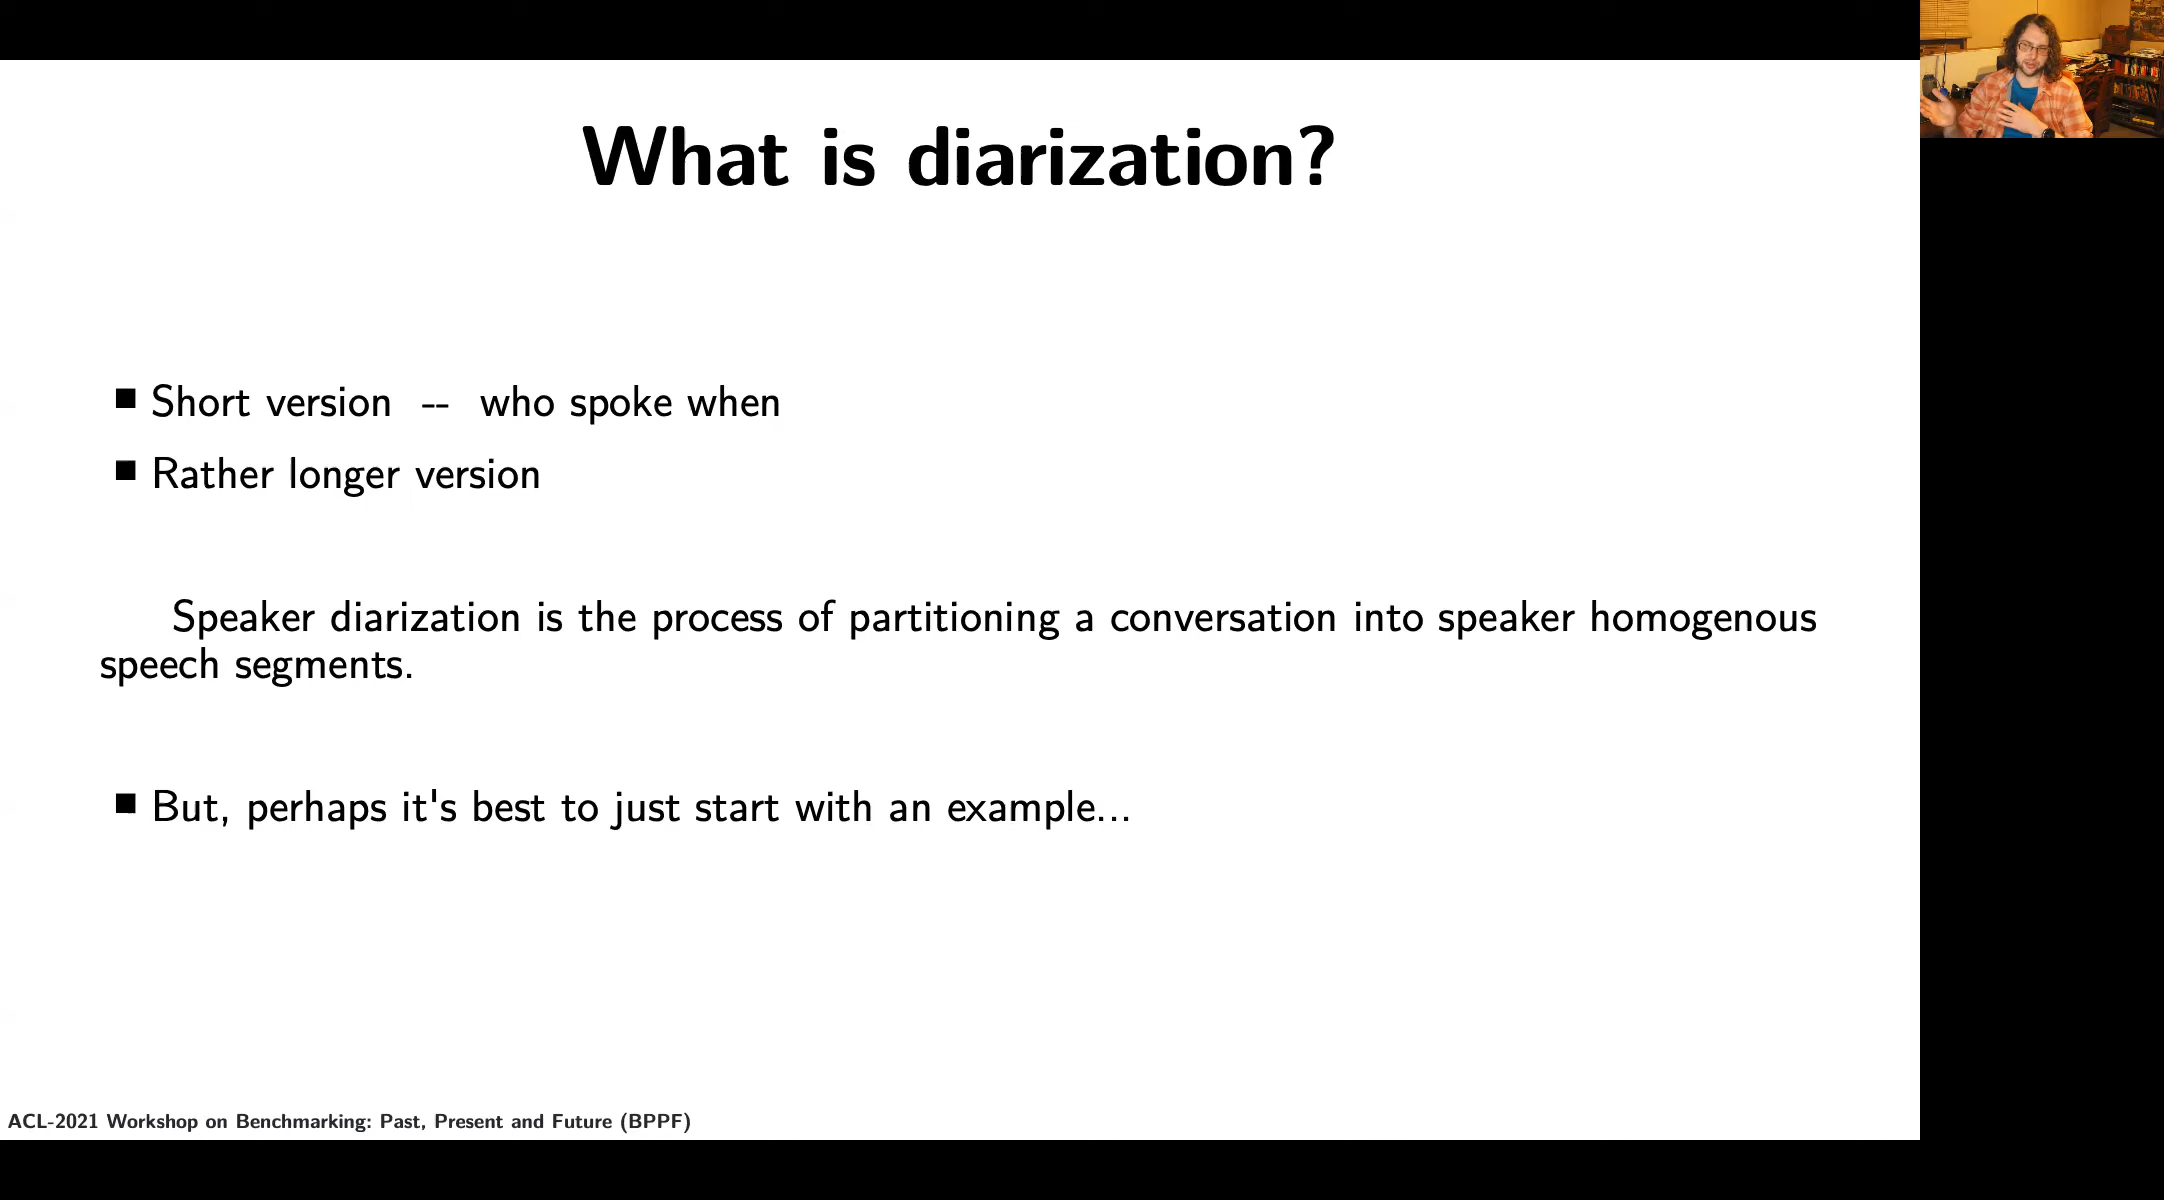 What is diarization?
■ Short version -- who spoke when
■ Rather longer version
Speaker diarization is the process of partitioning a conversation into speaker homogenous
speech segments.
■ But, perhaps it's best to just start with an example...
ACL-2021 Workshop on Benchmarking: Past, Present and Future (BPPF)